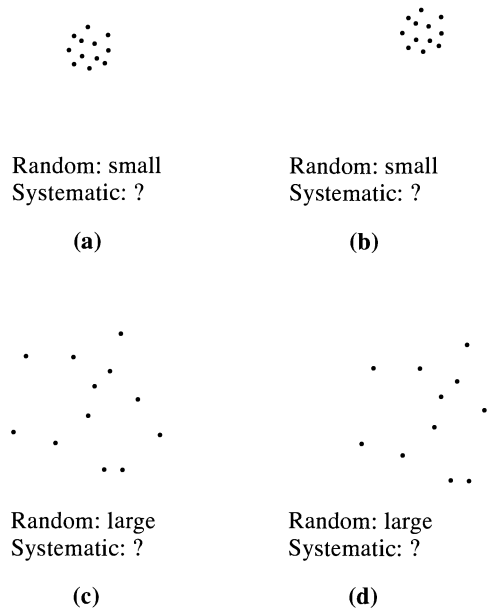 Random: small
Systematic: ?
(a)
Random: small
Systematic: ?
(b)
Random: large
Systematic: ?
(c)
Random: large
Systematic: ?
(d)